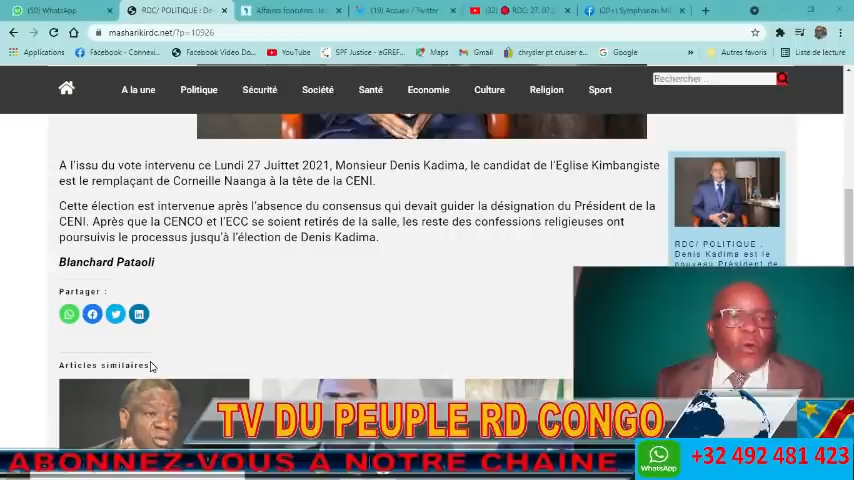 (50) WhatsApp
RDC/ POLITIQUE : De
Affaires foncières : le
(19) Accueil / Twitter
(32) RDC: 27. 07.2
(20+) Symphorien M
masharikirdc.net/?p=10926
Applications
Facebook - Connexi...
Facebook Video Do...
YouTube
SPF Justice - eGREF...
Maps
Gmail
chrysler pt cruiser e...
Google
»
Autres favoris
Liste de lecture
A la une
Politique
Sécurité
Société
Santé
Economie
Culture
Religion
Sport
Rechercher …
A l'issu du vote intervenu ce Lundi 27 Juittet 2021, Monsieur Denis Kadima, le candidat de l'Eglise Kimbangiste
est le remplaçant de Corneille Naanga à la tête de la CENI.
Cette élection est intervenue après l'absence du consensus qui devait guider la désignation du Président de la
CENI. Après que la CENCO et l'ECC se soient retirés de la salle, les reste des confessions religieuses ont
poursuivis le processus jusqu'à l'élection de Denis Kadima.
Blanchard Pataoli
RDC/ POLITIQUE :
Denis Kadima est le
nouveau Président de
Partager :
Articles similaires
TV DU PEUPLE RD CONGO
ABONNEZ-VOUS A NOTRE CHAINE
WhatsApp
+32 492 481 423